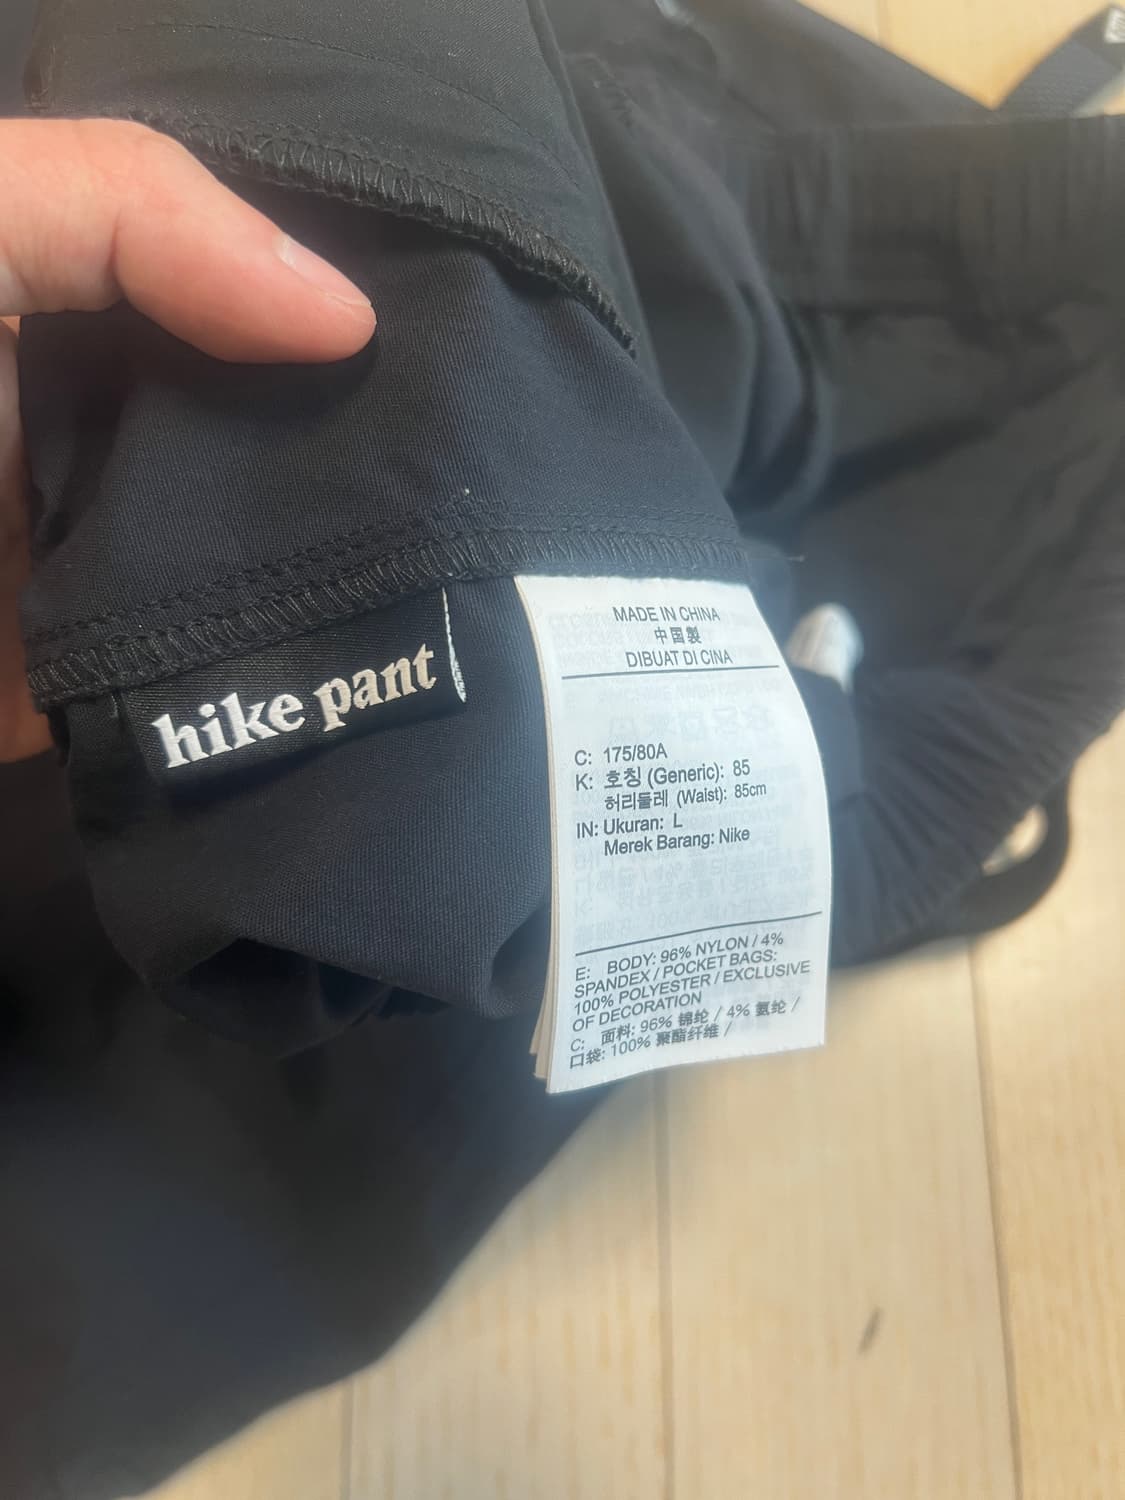 hike pant
MADE IN CHINA
中国製
DIBUAT DI CINA
C: 175/80A
K: 호칭 (Generic): 85
허리둘레 (Waist): 85cm
IN: Ukuran: L
Merek Barang: Nike
E: BODY: 96% NYLON / 4%
SPANDEX / POCKET BAGS:
100% POLYESTER / EXCLUSIVE
OF DECORATION
C: 面料: 96% 锦纶 / 4% 氨纶 /
口袋: 100% 聚酯纤维 /